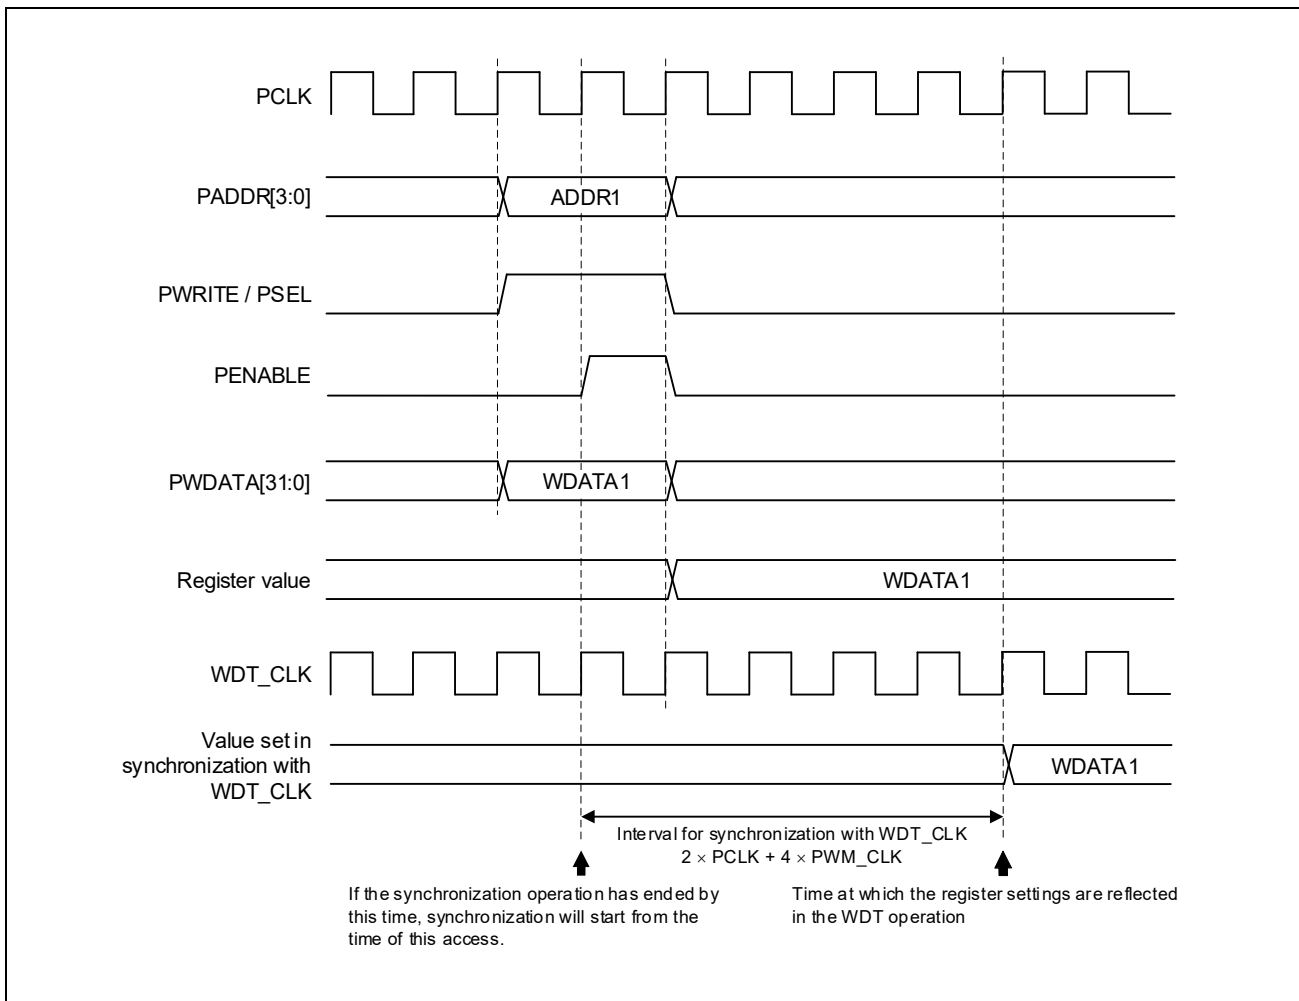 PCLK
PADDR[3:0]
ADDR1
PWRITE / PSEL
PENABLE
PWDATA[31:0]
WDATA1
Register value
WDATA1
WDT_CLK
Value set in
synchronization with
WDT_CLK
WDATA1
Interval for synchronization with WDT_CLK
2 × PCLK + 4 × PWM_CLK
If the synchronization operation has ended by
this time, synchronization will start from the
time of this access.
Time at which the register settings are reflected
in the WDT operation